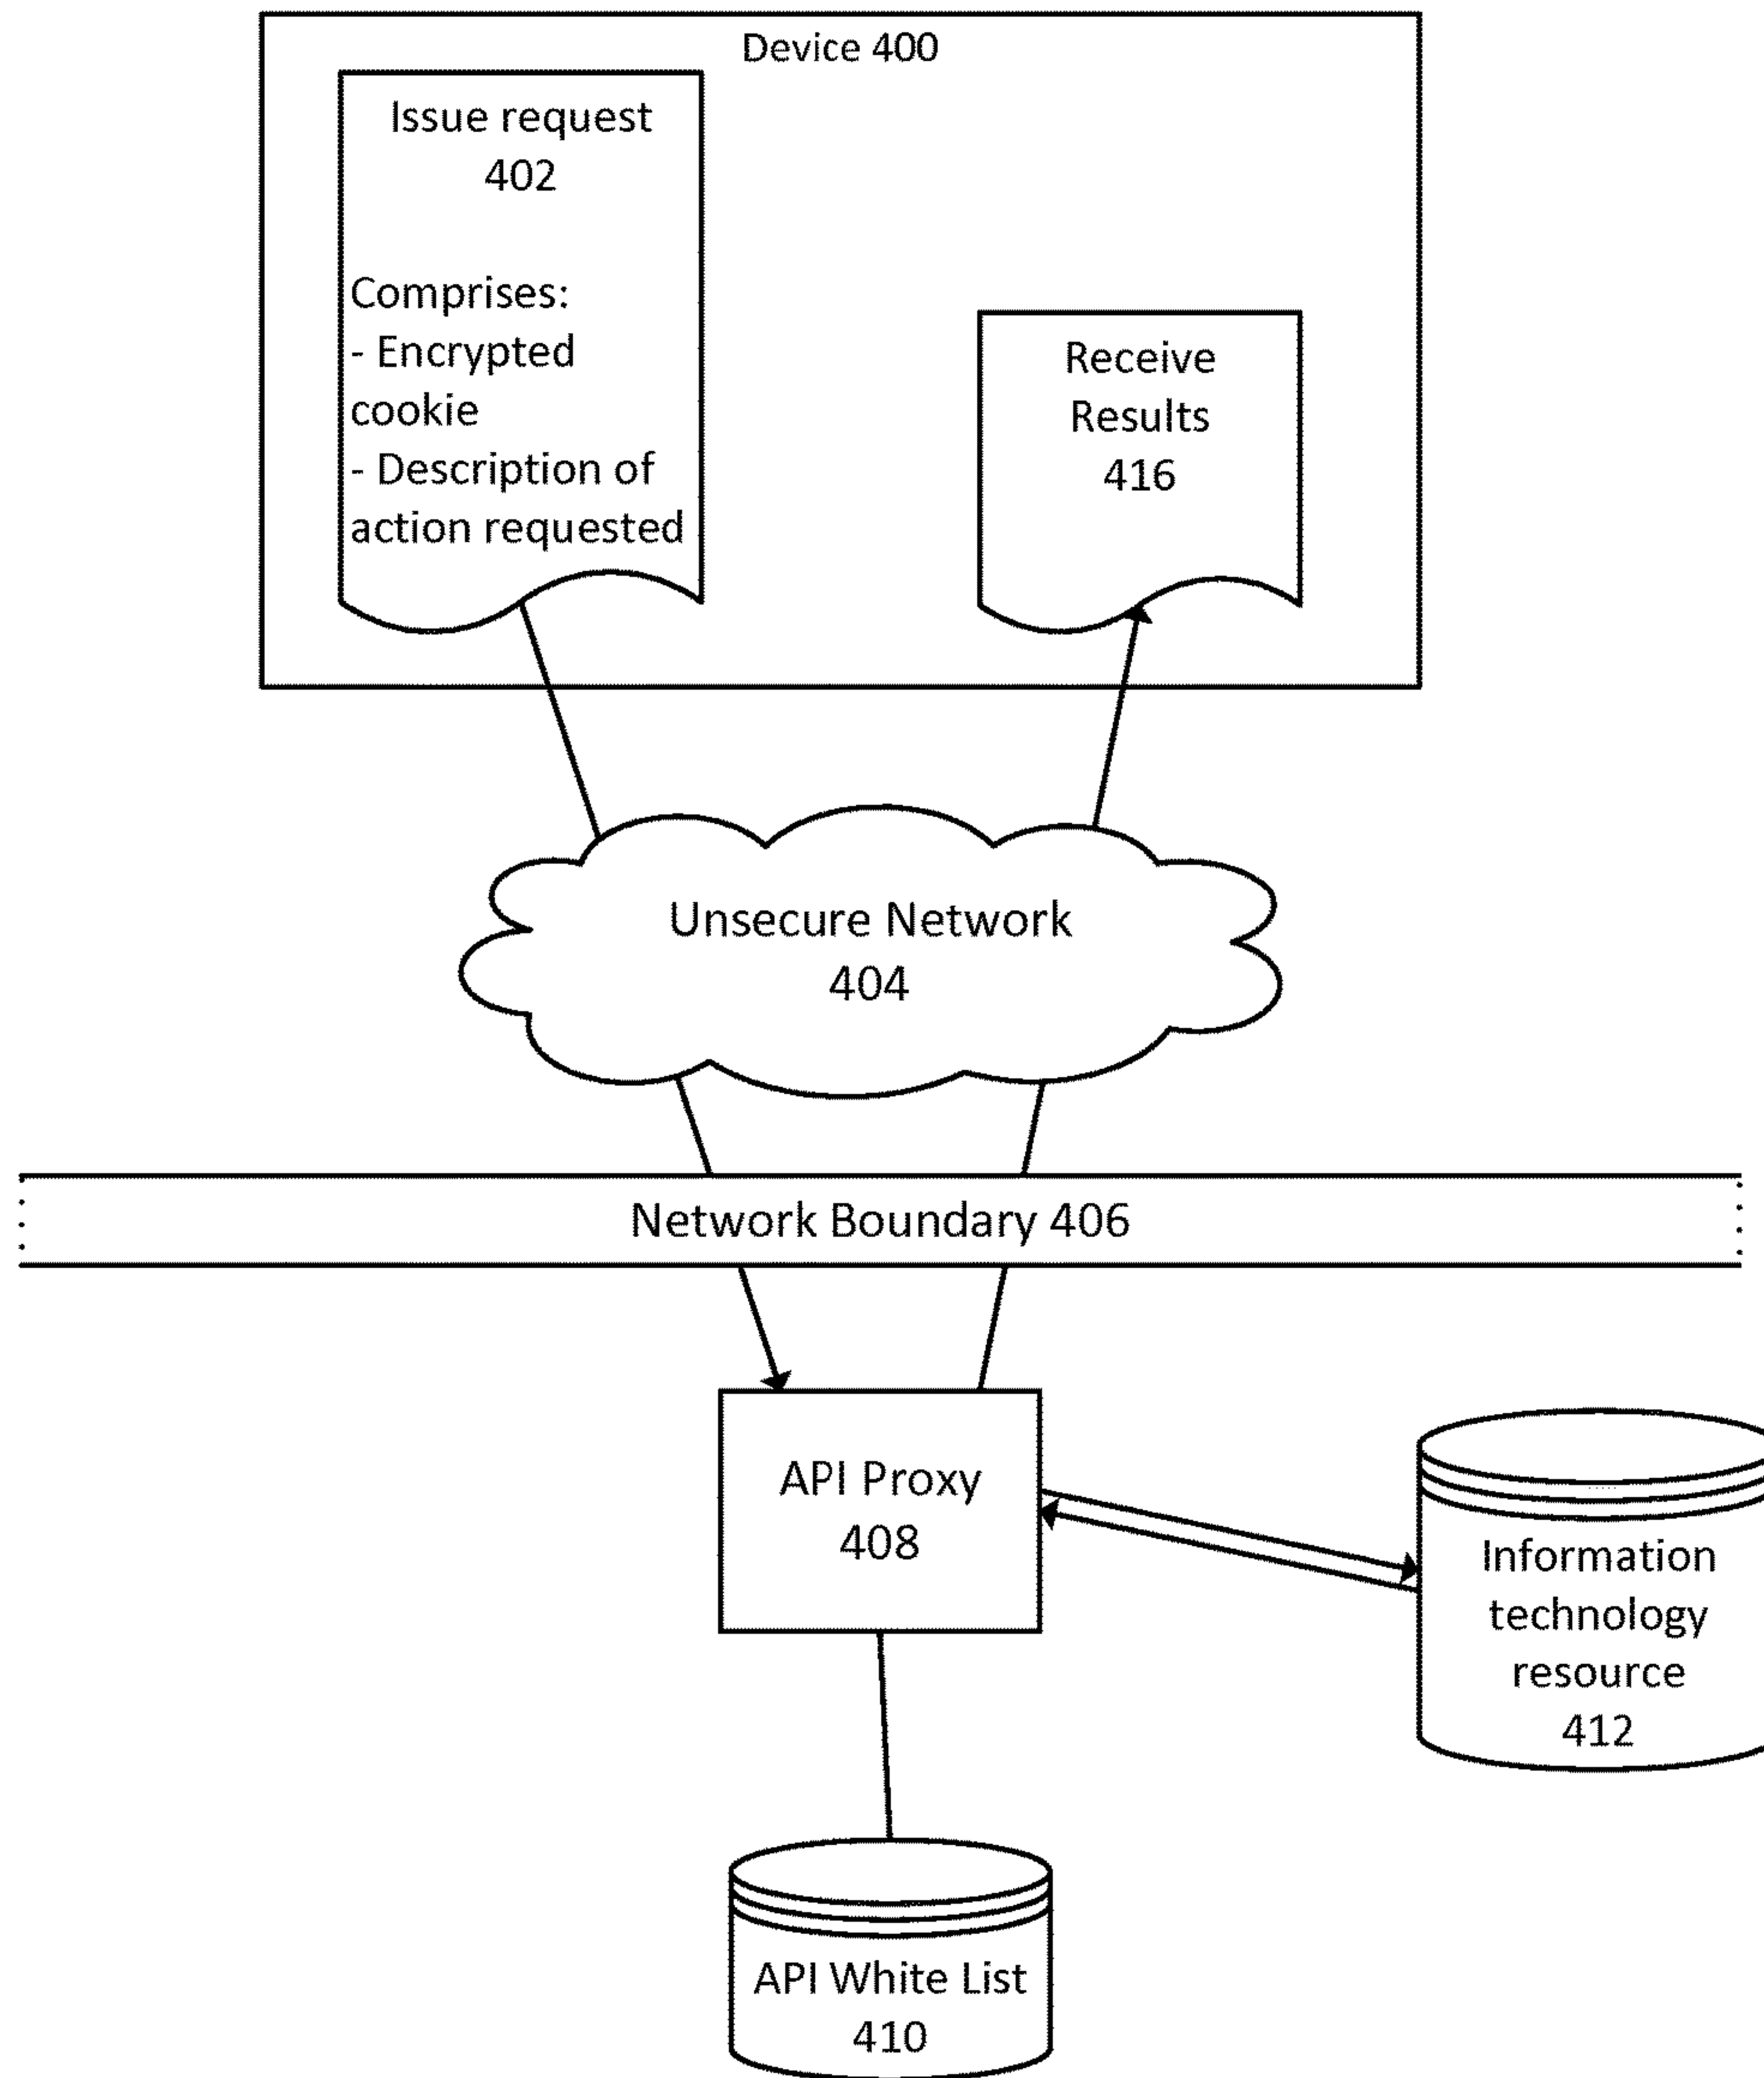 Device 400
Issue request
402
Comprises:
- Encrypted
cookie
- Description of
action requested
Receive
Results
416
Unsecure Network
404
Network Boundary 406
API Proxy
408
Information
technology
resource
412
API White List
410